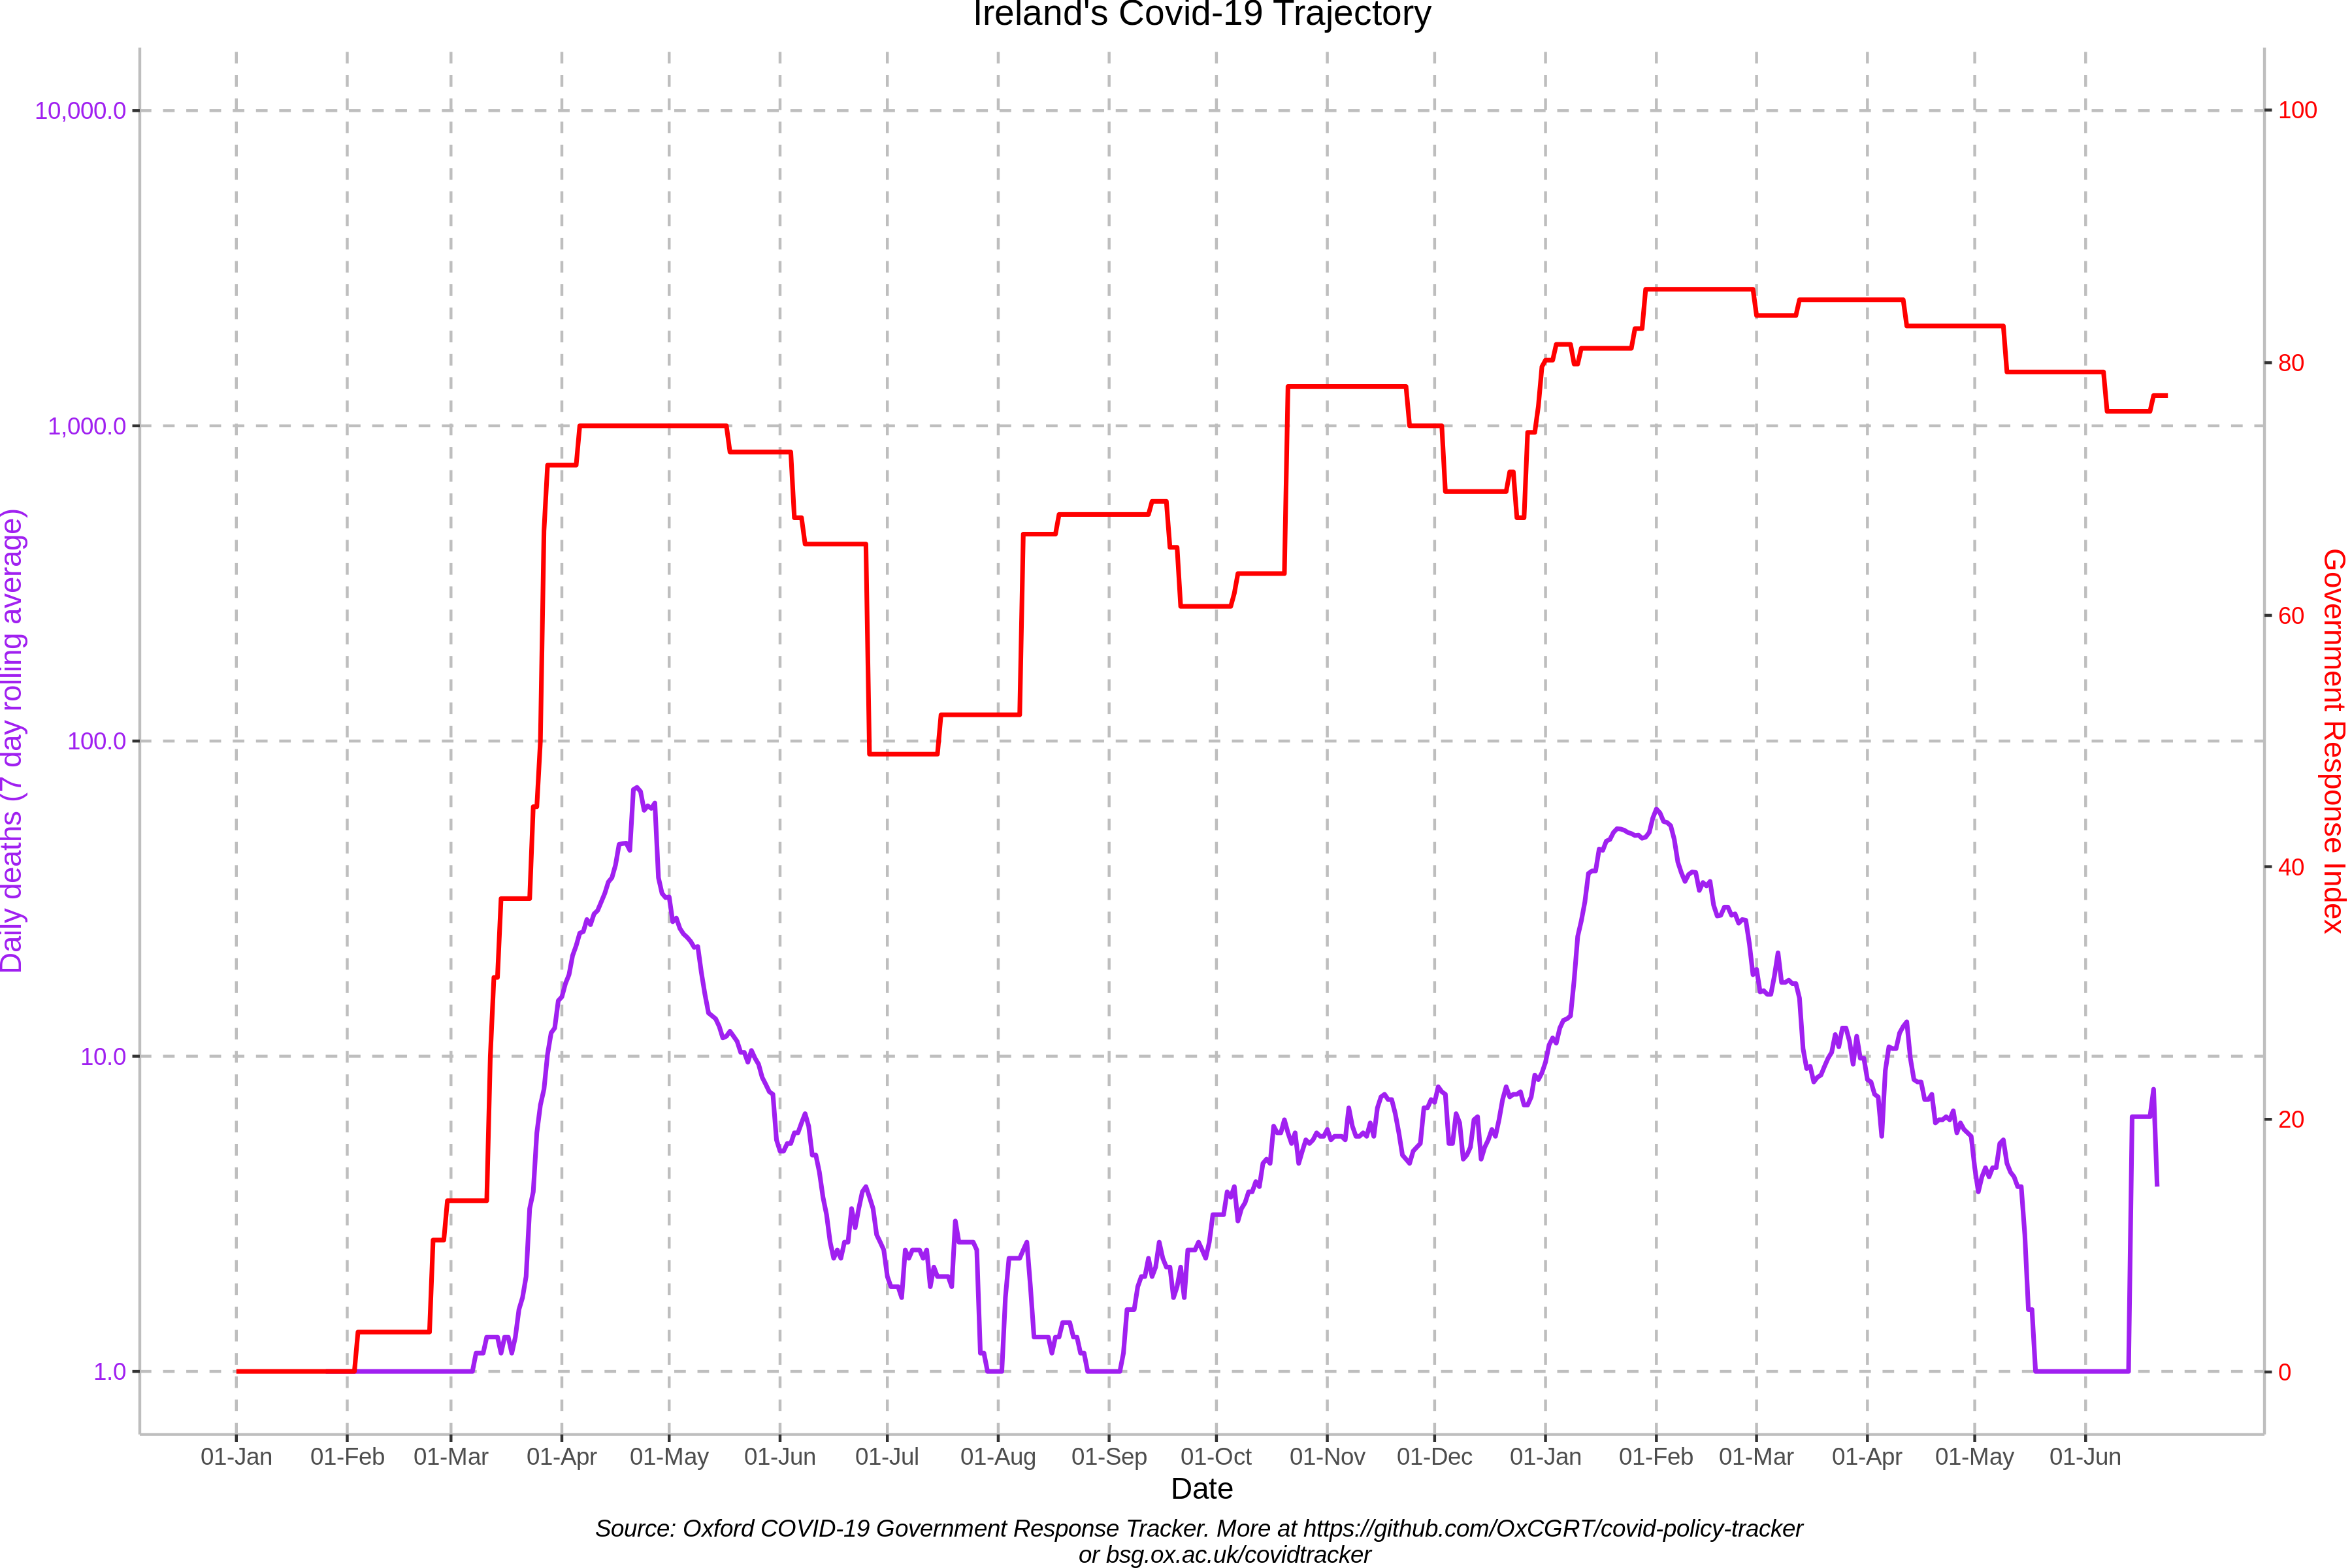 Ireland's Covid-19 Trajectory
10,000.0
1,000.0
100.0
10.0
1.0
Daily deaths (7 day rolling average)
100
80
60
40
20
0
Government Response Index
01-Jan 01-Feb 01-Mar 01-Apr 01-May 01-Jun 01-Jul 01-Aug 01-Sep 01-Oct 01-Nov 01-Dec 01-Jan 01-Feb 01-Mar 01-Apr 01-May 01-Jun
Date
Source: Oxford COVID-19 Government Response Tracker. More at https://github.com/OxCGRT/covid-policy-tracker
or bsg.ox.ac.uk/covidtracker